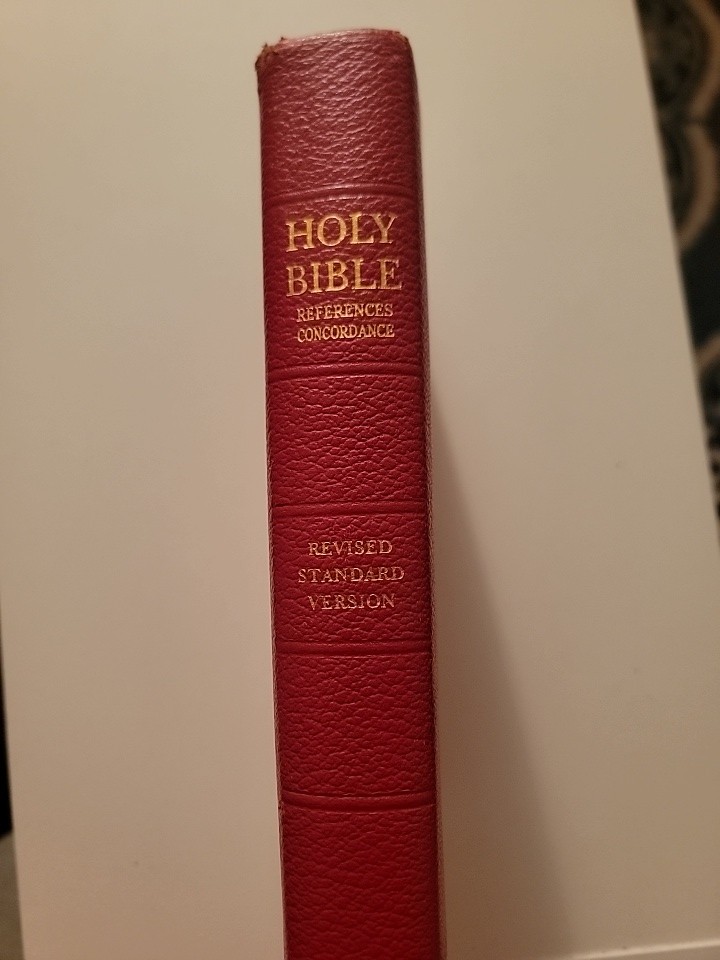 HOLY
BIBLE
REFERENCES
CONCORDANCE
REVISED
STANDARD
VERSION